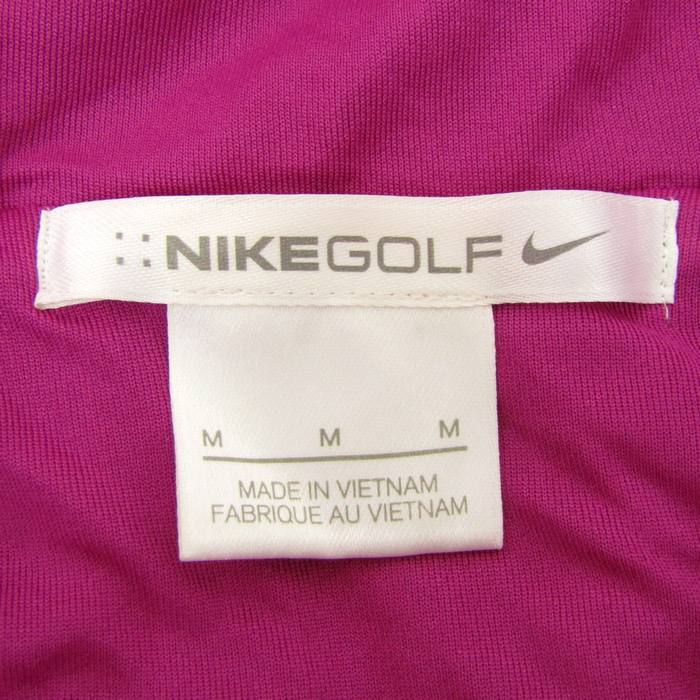 NIKEGOLF
M M M
MADE IN VIETNAM
FABRIQUE AU VIETNAM